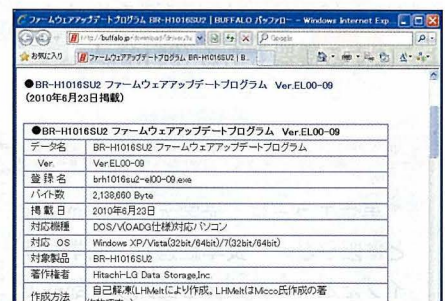 ファームウェアアップデートプログラム BR-H1016SU2 | BUFFALO バッファロー - Windows Internet Exp...
http://buffalo.jp/download/driver/
Google
お気に入り ファームウェアアップデートプログラム BR-H1016SU2 | B...
●BR-H1016SU2 ファームウェアアップデートプログラム Ver.EL00-09
(2010年6月23日掲載)
●BR-H1016SU2 ファームウェアアップデートプログラム Ver.EL00-09
データ名 BR-H1016SU2 ファームウェアアップデートプログラム
Ver. Ver.EL00-09
登録名 brh1016su2-el00-09.exe
バイト数 2,138,660 Byte
掲載日 2010年6月23日
対応機種 DOS/V(OADG仕様)対応パソコン
対応 OS Windows XP/Vista(32bit/64bit)/7(32bit/64bit)
対象製品 BR-H1016SU2
著作権者 Hitachi-LG Data Storage,Inc.
作成方法 自己解凍(LHMeltにより作成。LHMeltはMicco氏作成の著